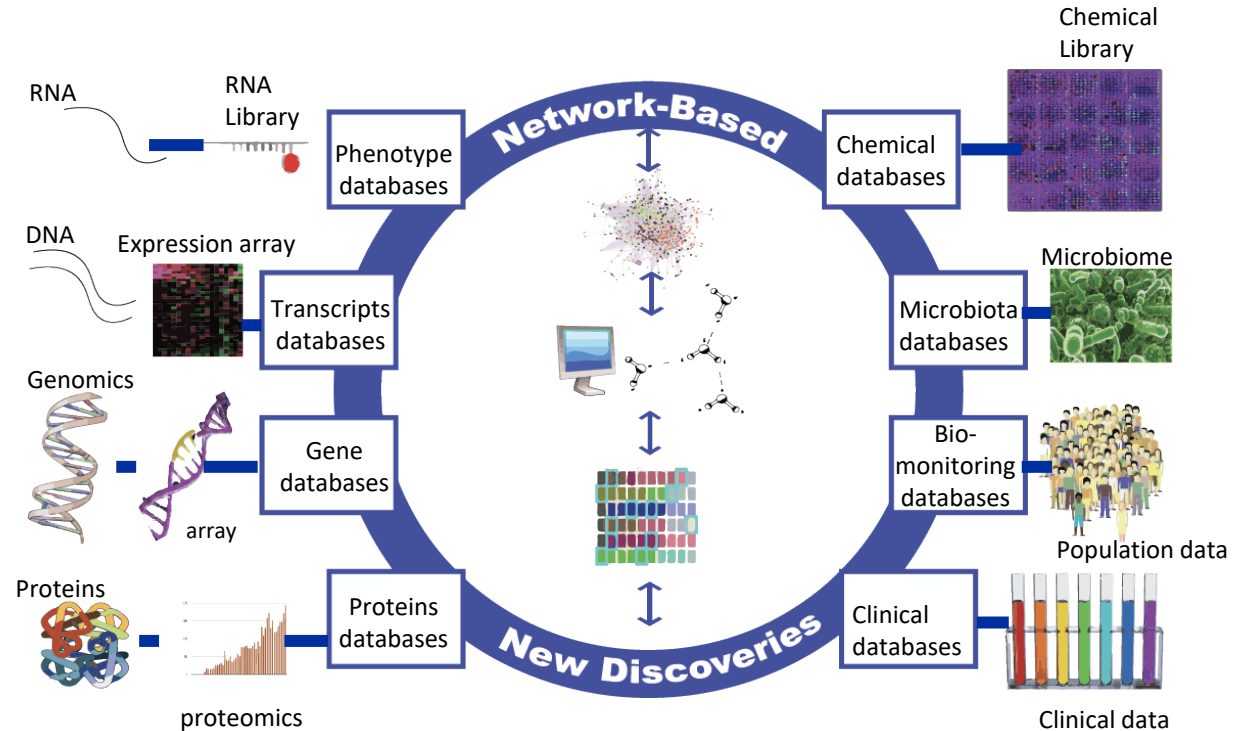 Chemical
Library
RNA
RNA
Library
Network-Based
Phenotype
databases
Chemical
databases
DNA
Expression array
Transcripts
databases
Microbiome
Microbiota
databases
Genomics
array
Gene
databases
Bio-
monitoring
databases
Population data
Proteins
proteomics
Proteins
databases
Clinical
databases
New Discoveries
Clinical data